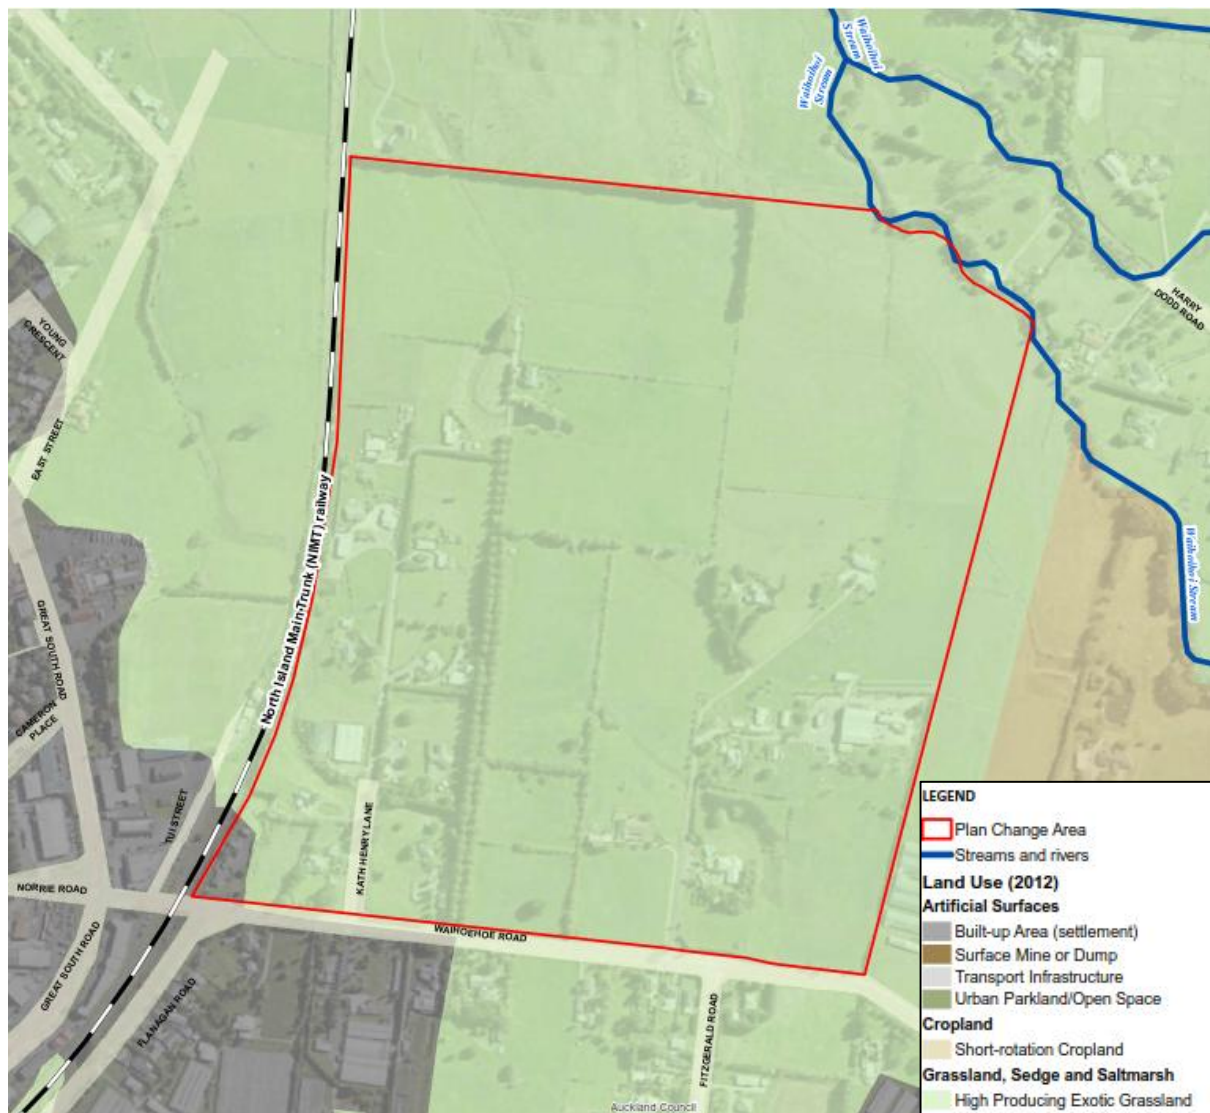 Waihoihoi
Stream
Waihoihoi
Stream
HARRY
DODD ROAD
YOUNG
CRESCENT
EAST STREET
North Island Main Trunk (NIMT) railway
Waihoihoi Stream
GREAT SOUTH ROAD
CAMERON
PLACE
TUI STREET
KATH HENRY LANE
NORRIE ROAD
WAIHOEHOE ROAD
GREAT SOUTH ROAD
FLANAGAN ROAD
FITZGERALD ROAD
Auckland Council
LEGEND
Plan Change Area
Streams and rivers
Land Use (2012)
Artificial Surfaces
Built-up Area (settlement)
Surface Mine or Dump
Transport Infrastructure
Urban Parkland/Open Space
Cropland
Short-rotation Cropland
Grassland, Sedge and Saltmarsh
High Producing Exotic Grassland